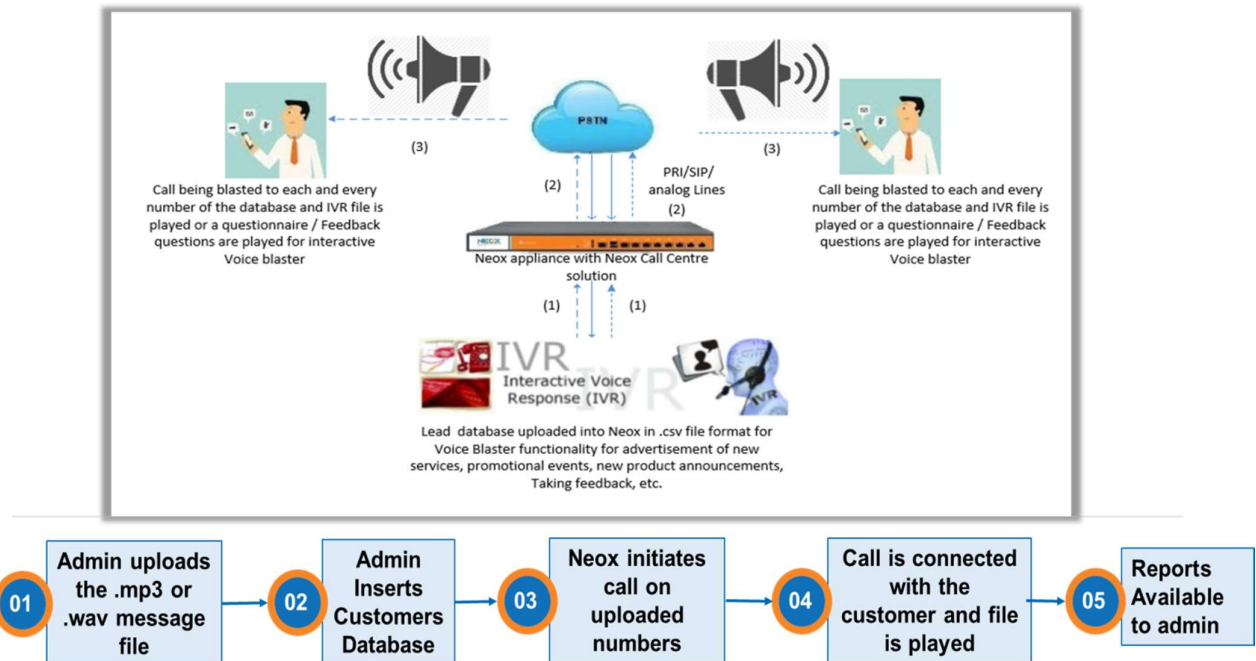 PSTN
(3)
(3)
(2)
PRI/SIP/
analog Lines
(2)
Call being blasted to each and every
number of the database and IVR file is
played or a questionnaire / Feedback
questions are played for interactive
Voice blaster
Call being blasted to each and every
number of the database and IVR file is
played or a questionnaire / Feedback
questions are played for interactive
Voice blaster
Neox appliance with Neox Call Centre
solution
(1)
(1)
IVR
Interactive Voice
Response (IVR)
IVR
IVR
Lead database uploaded into Neox in .csv file format for
Voice Blaster functionality for advertisement of new
services, promotional events, new product announcements,
Taking feedback, etc.
01
Admin uploads
the .mp3 or
.wav message
file
02
Admin
Inserts
Customers
Database
03
Neox initiates
call on
uploaded
numbers
04
Call is connected
with the
customer and file
is played
05
Reports
Available
to admin